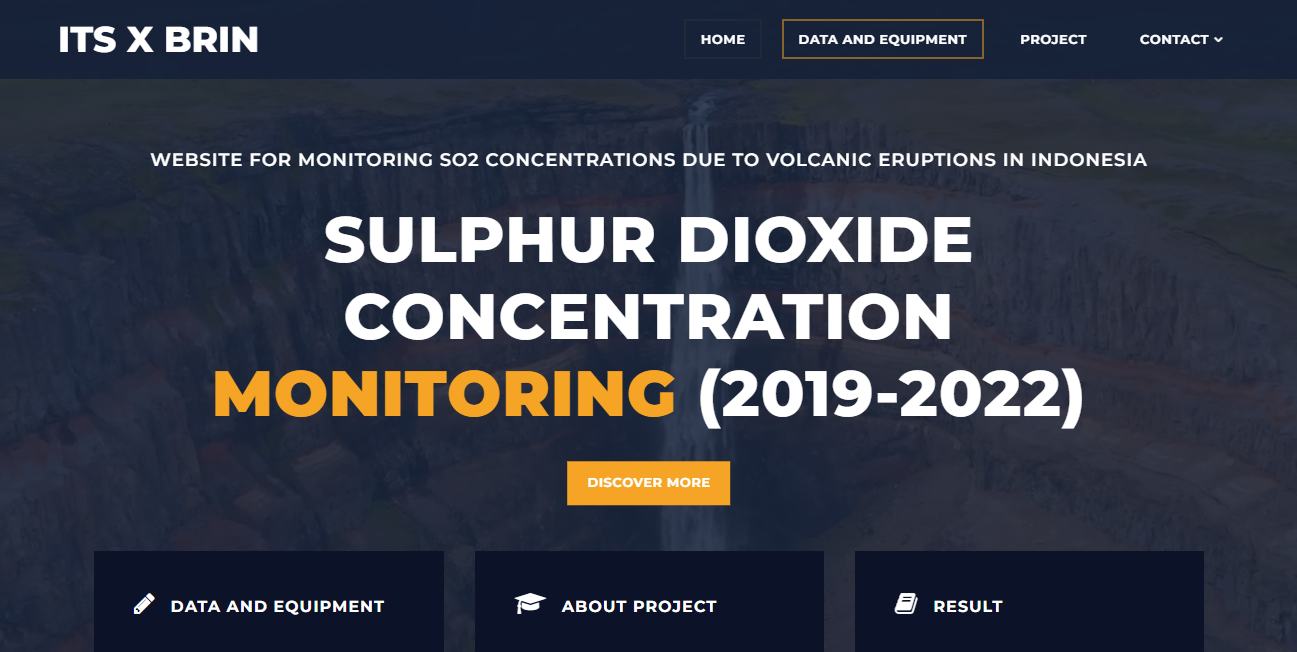 ITS X BRIN
HOME
DATA AND EQUIPMENT
PROJECT
CONTACT
WEBSITE FOR MONITORING SO2 CONCENTRATIONS DUE TO VOLCANIC ERUPTIONS IN INDONESIA
SULPHUR DIOXIDE
CONCENTRATION
MONITORING (2019-2022)
DISCOVER MORE
DATA AND EQUIPMENT
ABOUT PROJECT
RESULT